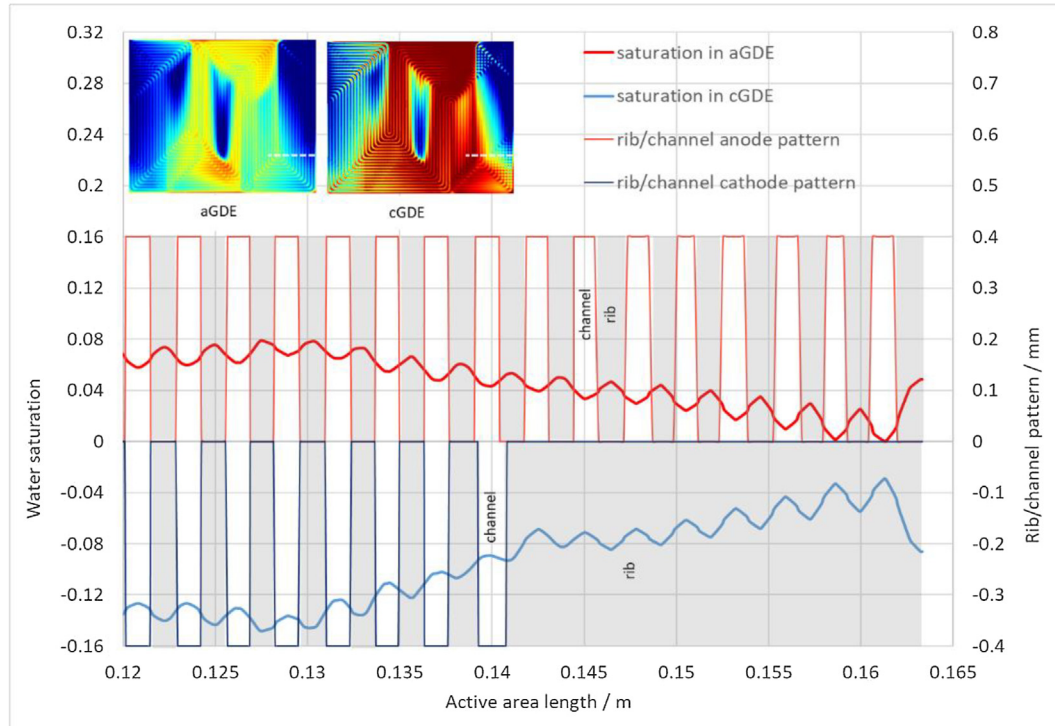 0.32
0.28
0.24
0.2
0.16
0.12
0.08
0.04
0
-0.04
-0.08
-0.12
-0.16
Water saturation
aGDE
cGDE
saturation in aGDE
saturation in cGDE
rib/channel anode pattern
rib/channel cathode pattern
channel
rib
channel
rib
0.8
0.7
0.6
0.5
0.4
0.3
0.2
0.1
0
-0.1
-0.2
-0.3
-0.4
Rib/channel pattern / mm
0.12 0.125 0.13 0.135 0.14 0.145 0.15 0.155 0.16 0.165
Active area length / m